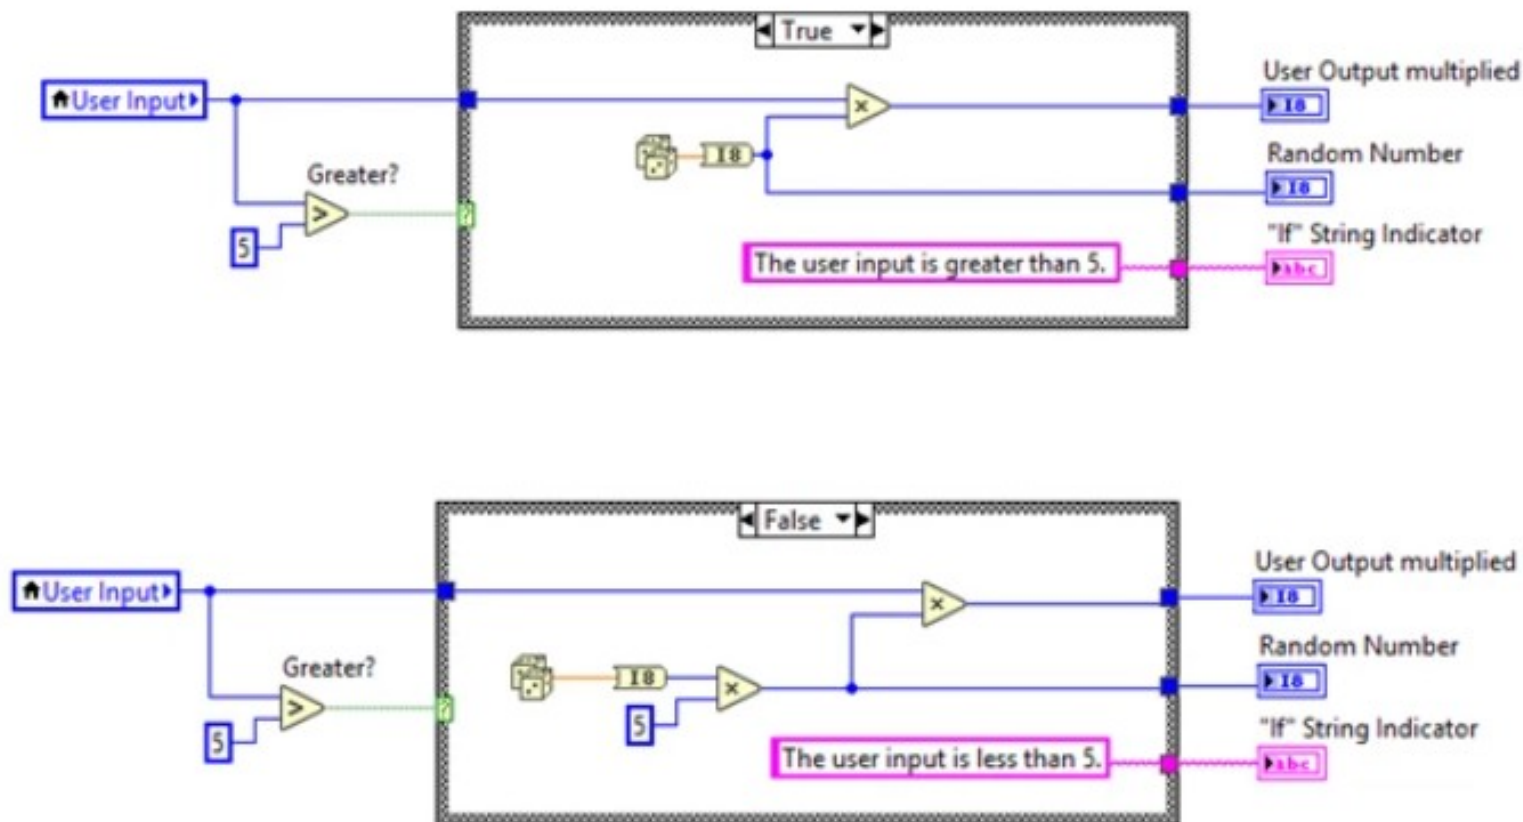 True
User Output multiplied
User Input
I8
I8
Random Number
Greater?
I8
>
5
"If" String Indicator
The user input is greater than 5.
abc
False
User Output multiplied
User Input
I8
Random Number
Greater?
I8
I8
>
5
5
"If" String Indicator
The user input is less than 5.
abc